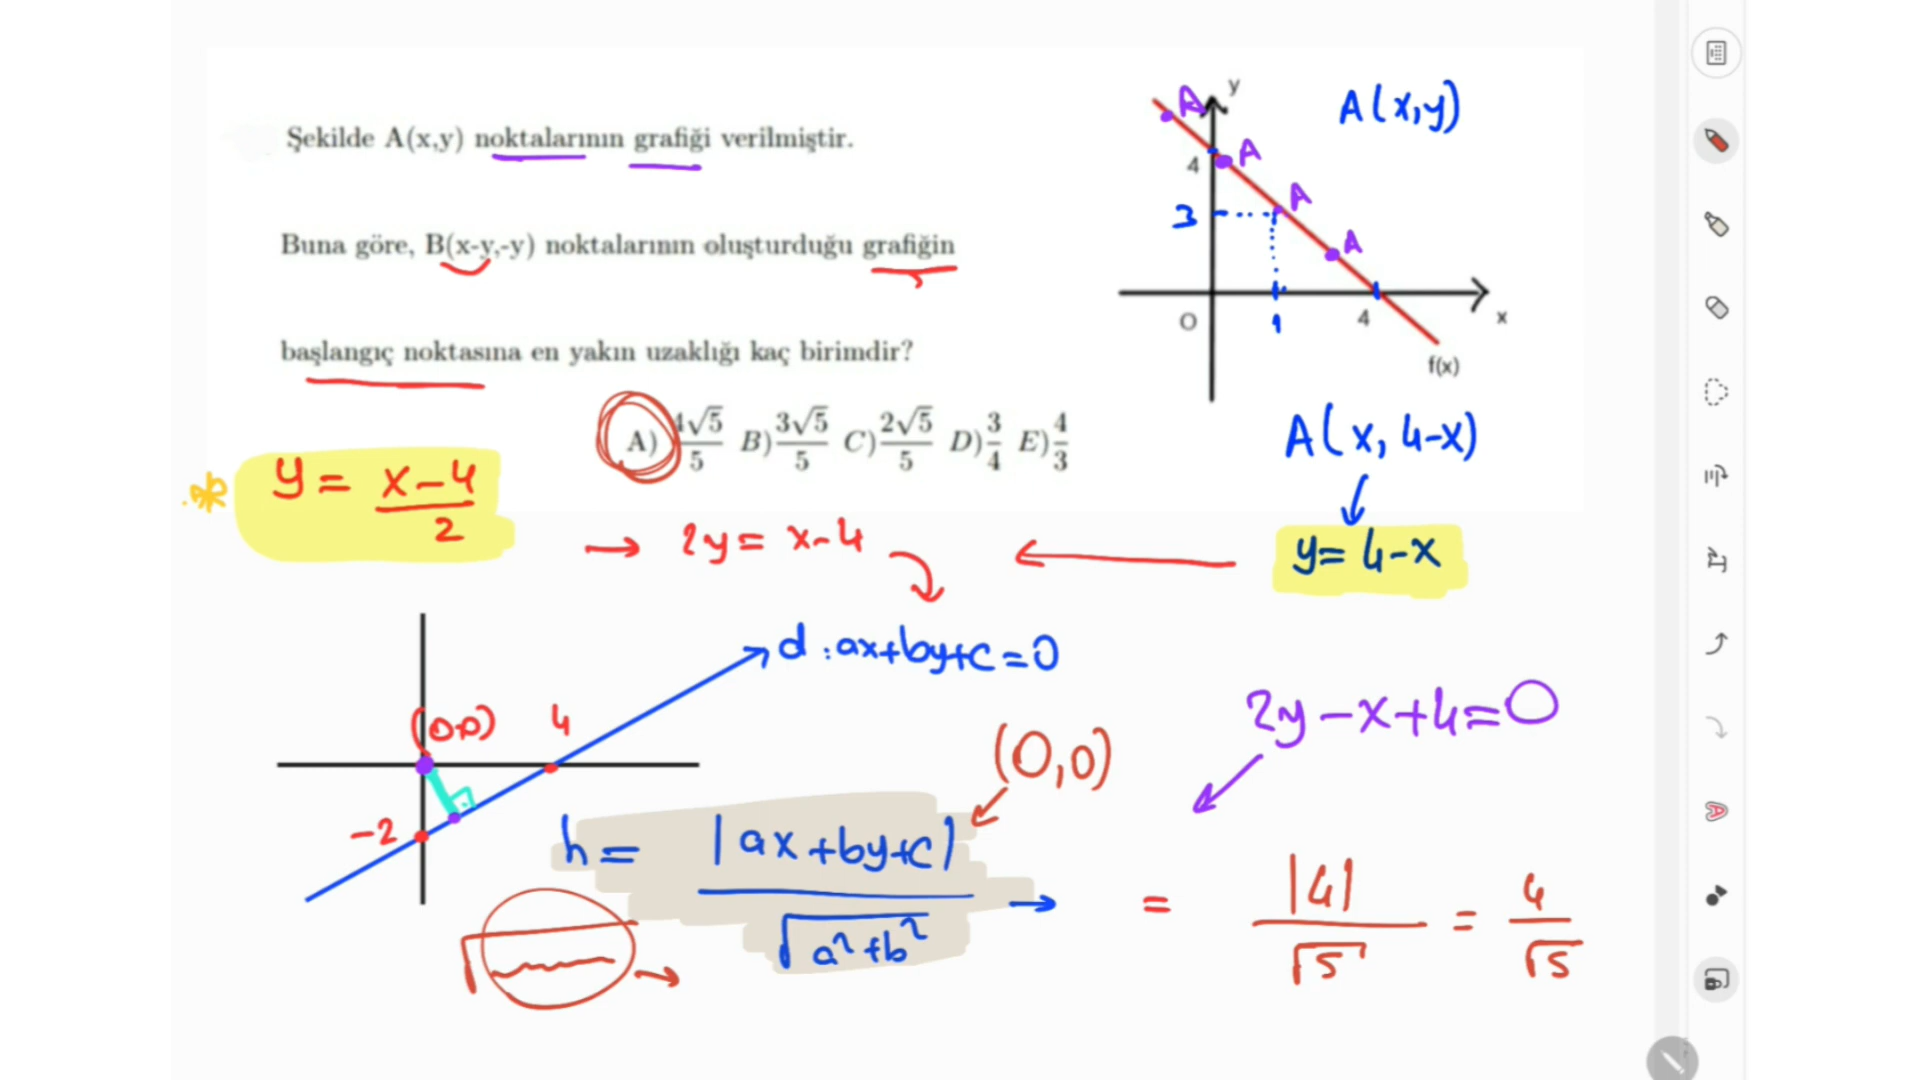 Şekilde A(x,y) noktalarının grafiği verilmiştir.
Buna göre, B(x-y,-y) noktalarının oluşturduğu grafiğin
başlangıç noktasına en yakın uzaklığı kaç birimdir?
A) 4√5/5 B) 3√5/5 C) 2√5/5 D) 3/4 E) 4/3
y
A(x,y)
A
4
A
3
A
A
O
1
4
x
f(x)
A(x, 4-x)
y = 4-x
* y = x-4/2
→ 2y = x-4
d: ax+by+c=0
2y-x+4=0
(0,0)
4
-2
(0,0)
h = |ax+by+c|/√a²+b²
= |4|/√5 = 4/√5